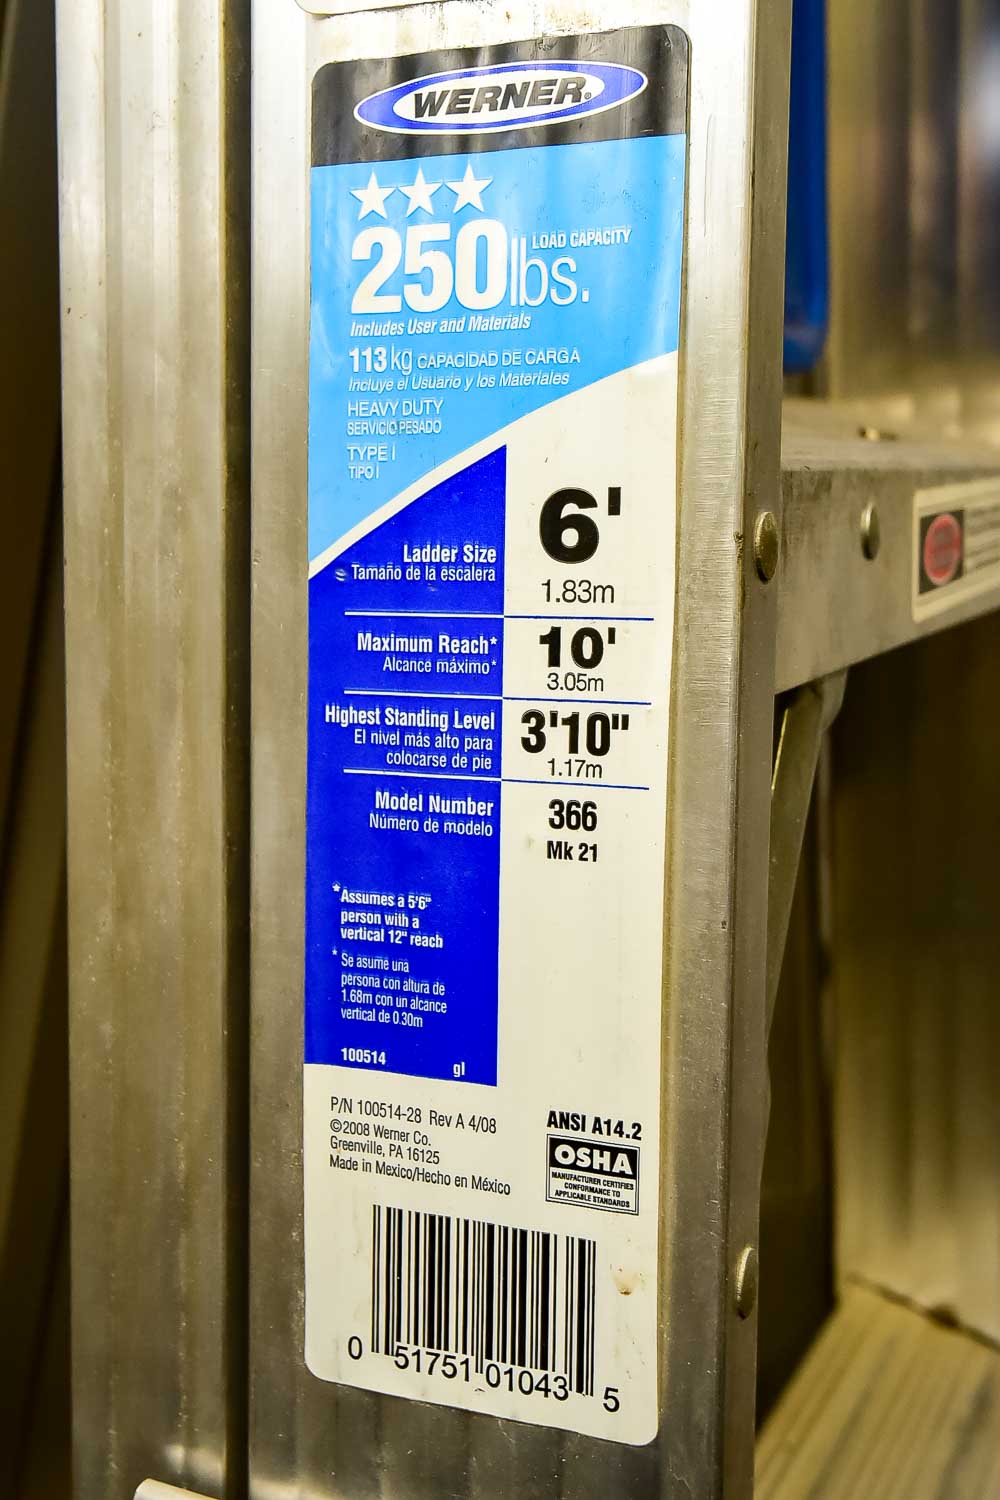 WERNER.
250 lbs. LOAD CAPACITY
Includes User and Materials
113 kg CAPACIDAD DE CARGA
Incluye el Usuario y los Materiales
HEAVY DUTY
SERVICIO PESADO
TYPE I
TIPO I
Ladder Size 6'
Tamaño de la escalera 1.83m
Maximum Reach* 10'
Alcance máximo* 3.05m
Highest Standing Level 3'10"
El nivel más alto para
colocarse de pie 1.17m
Model Number 366
Número de modelo Mk 21
*Assumes a 5'6"
person with a
vertical 12" reach
* Se asume una
persona con altura de
1.68m con un alcance
vertical de 0.30m
100514 gl
P/N 100514-28 Rev A 4/08
©2008 Werner Co.
Greenville, PA 16125
Made in Mexico/Hecho en México
ANSI A14.2
OSHA
MANUFACTURER CERTIFIES
CONFORMANCE TO
APPLICABLE STANDARDS
0 51751 01043 5